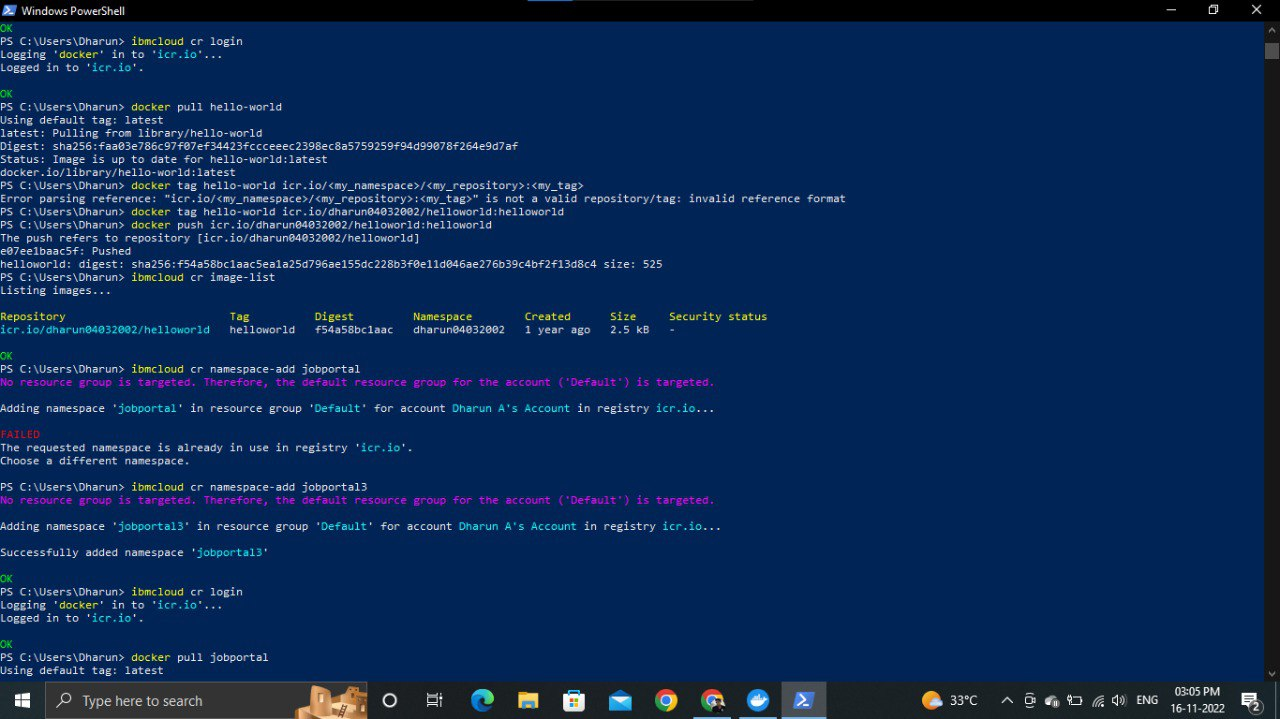 Windows PowerShell
OK
PS C:\Users\Dharun> ibmcloud cr login
Logging 'docker' in to 'icr.io'...
Logged in to 'icr.io'.
OK
PS C:\Users\Dharun> docker pull hello-world
Using default tag: latest
latest: Pulling from library/hello-world
Digest: sha256:faa03e786c97f07ef34423fccceeec2398ec8a5759259f94d99078f264e9d7af
Status: Image is up to date for hello-world:latest
docker.io/library/hello-world:latest
PS C:\Users\Dharun> docker tag hello-world icr.io/<my_namespace>/<my_repository>:<my_tag>
Error parsing reference: "icr.io/<my_namespace>/<my_repository>:<my_tag>" is not a valid repository/tag: invalid reference format
PS C:\Users\Dharun> docker tag hello-world icr.io/dharun04032002/helloworld:helloworld
PS C:\Users\Dharun> docker push icr.io/dharun04032002/helloworld:helloworld
The push refers to repository [icr.io/dharun04032002/helloworld]
e07ee1baac5f: Pushed
helloworld: digest: sha256:f54a58bc1aac5ea1a25d796ae155dc228b3f0e11d046ae276b39c4bf2f13d8c4 size: 525
PS C:\Users\Dharun> ibmcloud cr image-list
Listing images...
Repository Tag Digest Namespace Created Size Security status
icr.io/dharun04032002/helloworld helloworld f54a58bc1aac dharun04032002 1 year ago 2.5 kB -
OK
PS C:\Users\Dharun> ibmcloud cr namespace-add jobportal
No resource group is targeted. Therefore, the default resource group for the account ('Default') is targeted.
Adding namespace 'jobportal' in resource group 'Default' for account Dharun A's Account in registry icr.io...
FAILED
The requested namespace is already in use in registry 'icr.io'.
Choose a different namespace.
PS C:\Users\Dharun> ibmcloud cr namespace-add jobportal3
No resource group is targeted. Therefore, the default resource group for the account ('Default') is targeted.
Adding namespace 'jobportal3' in resource group 'Default' for account Dharun A's Account in registry icr.io...
Successfully added namespace 'jobportal3'
OK
PS C:\Users\Dharun> ibmcloud cr login
Logging 'docker' in to 'icr.io'...
Logged in to 'icr.io'.
OK
PS C:\Users\Dharun> docker pull jobportal
Using default tag: latest
Type here to search
33°C
ENG
03:05 PM
16-11-2022
2